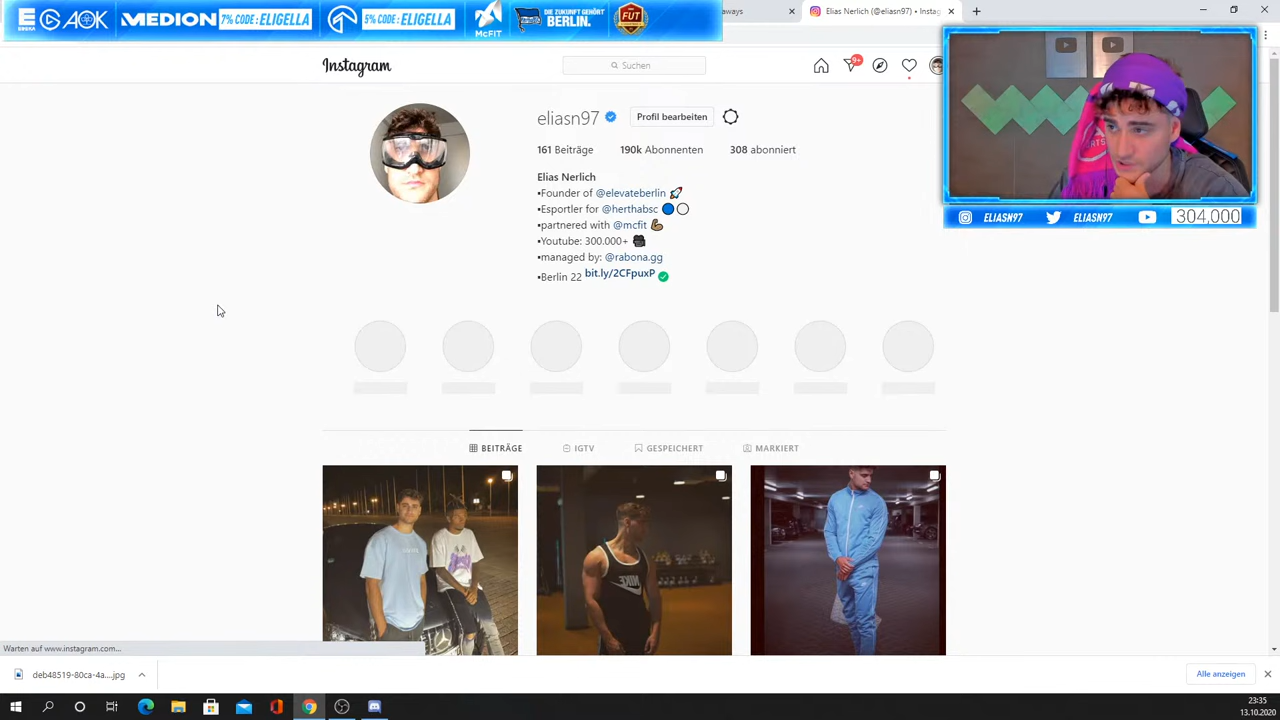 AOK
MEDION
7% CODE: ELIGELLA
5% CODE: ELIGELLA
McFIT
DIE ZUKUNFT GEHÖRT
BERLIN.
FUT
aways
Elias Nerlich (@eliasn97) • Instag
Instagram
Suchen
9+
eliasn97
Profil bearbeiten
161 Beiträge
190k Abonnenten
308 abonniert
Elias Nerlich
▪Founder of @elevateberlin 🚀
▪Esportler for @herthabsc 🔵⚪
▪partnered with @mcfit 💪🏽
▪Youtube: 300.000+
▪managed by: @rabona.gg
▪Berlin 22 bit.ly/2CFpuxP ✅
ELIASN97
ELIASN97
304,000
BEITRÄGE
IGTV
GESPEICHERT
MARKIERT
NIKE
Warten auf www.instagram.com...
deb48519-80ca-4a....jpg
Alle anzeigen
23:35
13.10.2020